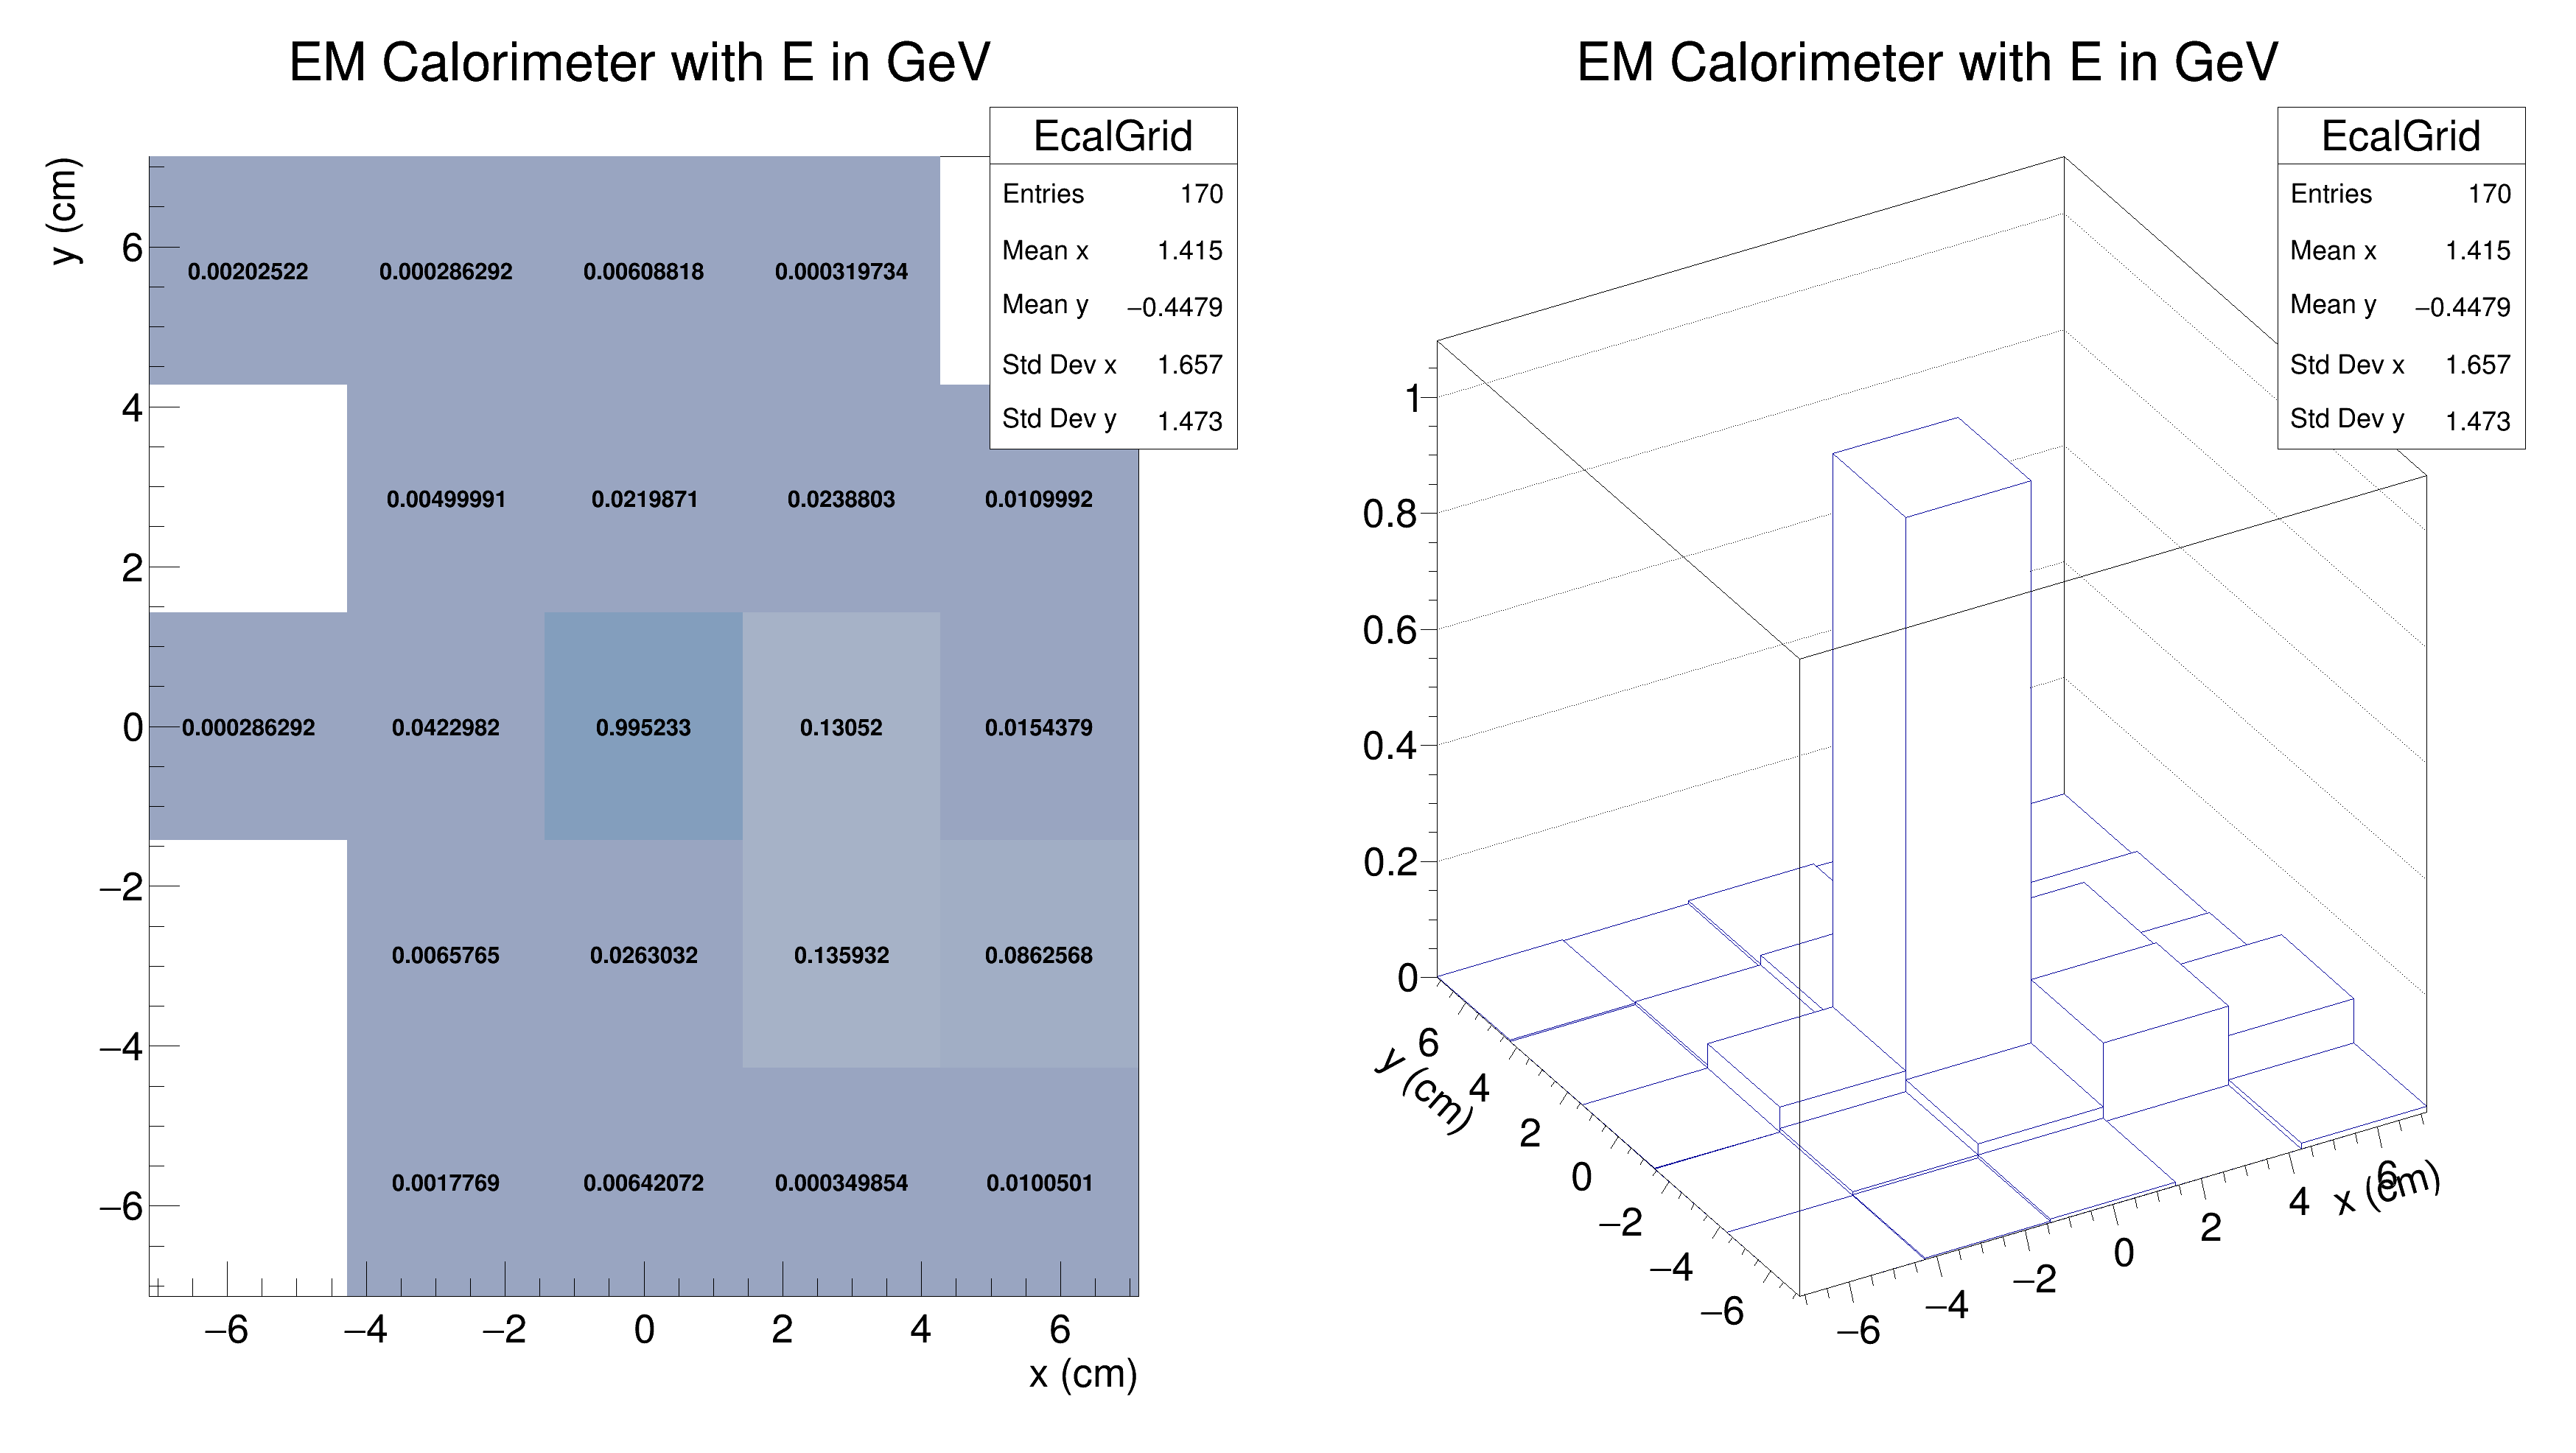 EM Calorimeter with E in GeV
EcalGrid
Entries 170
Mean x 1.415
Mean y −0.4479
Std Dev x 1.657
Std Dev y 1.473
y (cm)
6
4
2
0
−2
−4
−6
0.00202522 0.000286292 0.00608818 0.000319734
0.00499991 0.0219871 0.0238803 0.0109992
0.000286292 0.0422982 0.995233 0.13052 0.0154379
0.0065765 0.0263032 0.135932 0.0862568
0.0017769 0.00642072 0.000349854 0.0100501
−6 −4 −2 0 2 4 6
x (cm)
EM Calorimeter with E in GeV
EcalGrid
Entries 170
Mean x 1.415
Mean y −0.4479
Std Dev x 1.657
Std Dev y 1.473
1
0.8
0.6
0.4
0.2
0
y (cm)
6
4
2
0
−2
−4
−6
−6 −4 −2 0 2 4 6
x (cm)